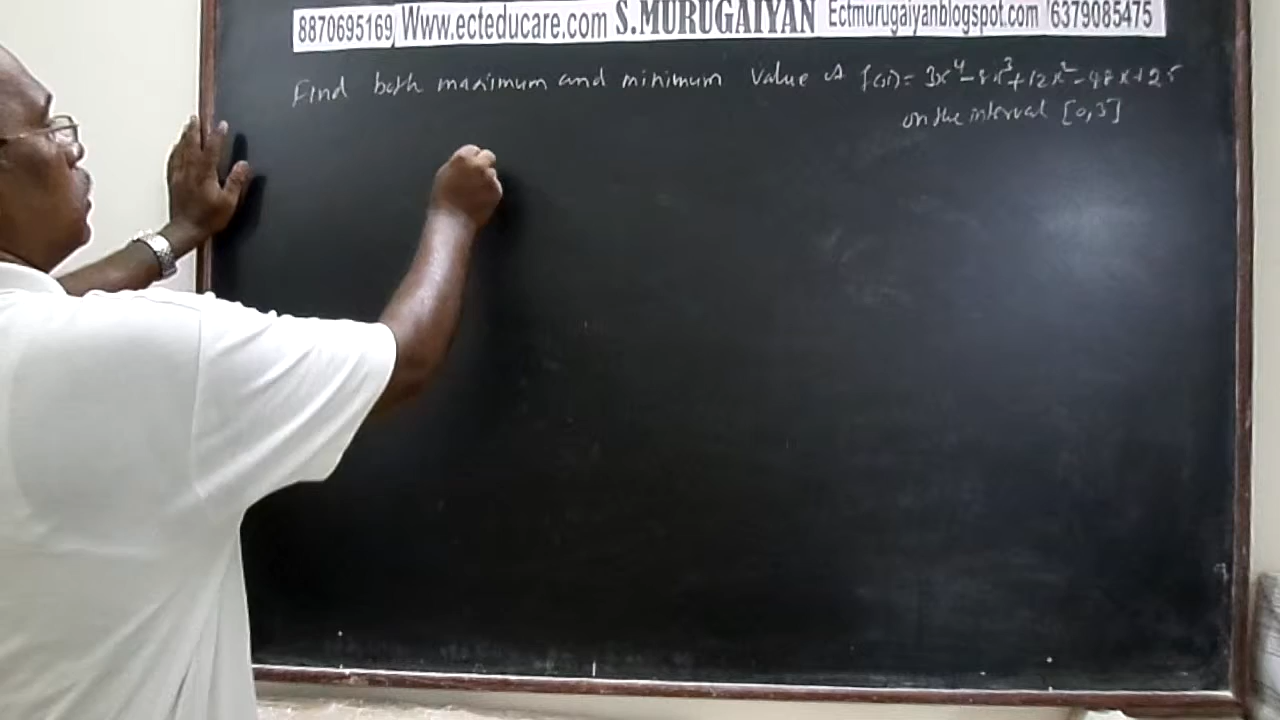 8870695169 Www.ecteducare.com S.MURUGAIYAN Ectmurugaiyanblogspot.com '6379085475
Find both maximum and minimum value of f(x) = 3x⁴-8x³+12x²-48x+25
on the interval [0,3]